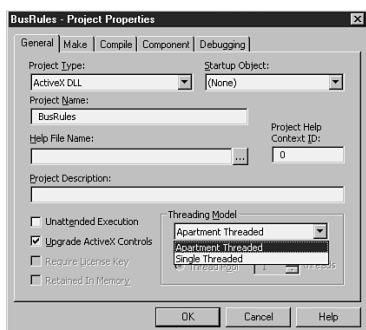 BusRules - Project Properties
General Make Compile Component Debugging
Project Type:
ActiveX DLL
Startup Object:
(None)
Project Name:
BusRules
Help File Name:
...
Project Help
Context ID:
0
Project Description:
Unattended Execution
Upgrade ActiveX Controls
Require License Key
Retained In Memory
Threading Model
Apartment Threaded
Apartment Threaded
Single Threaded
Thread Pool 1 threads
OK Cancel Help